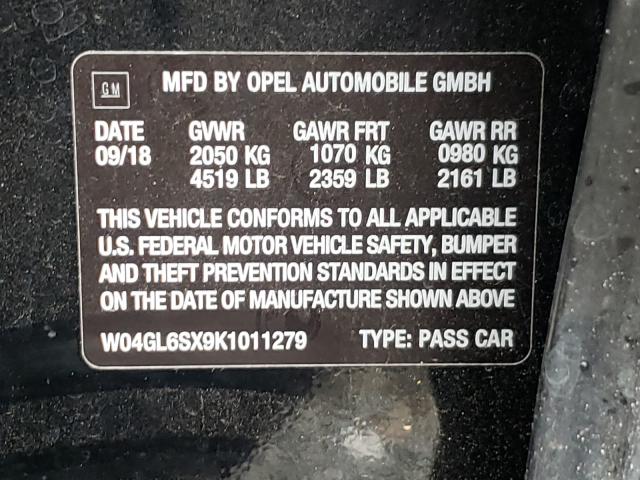 GM MFD BY OPEL AUTOMOBILE GMBH
DATE GVWR GAWR FRT GAWR RR
09/18 2050 KG 1070 KG 0980 KG
4519 LB 2359 LB 2161 LB
THIS VEHICLE CONFORMS TO ALL APPLICABLE
U.S. FEDERAL MOTOR VEHICLE SAFETY, BUMPER
AND THEFT PREVENTION STANDARDS IN EFFECT
ON THE DATE OF MANUFACTURE SHOWN ABOVE
W04GL6SX9K1011279 TYPE: PASS CAR